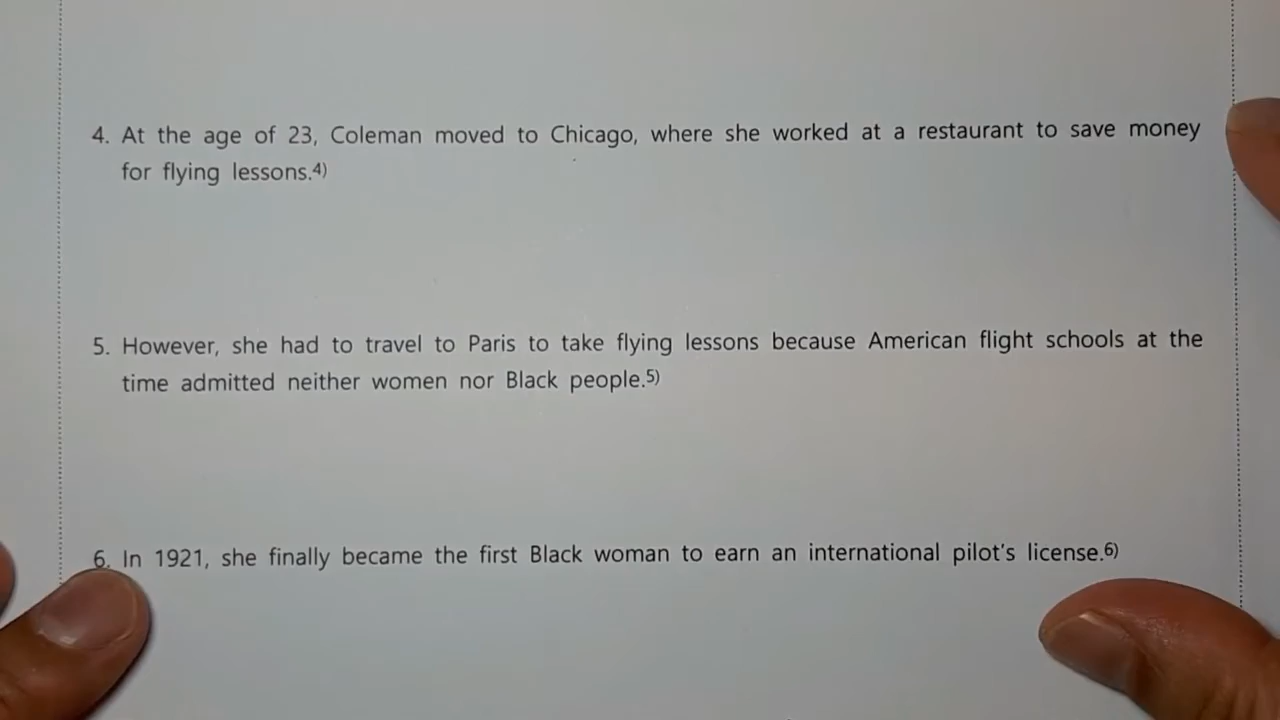 4. At the age of 23, Coleman moved to Chicago, where she worked at a restaurant to save money
for flying lessons.4)
5. However, she had to travel to Paris to take flying lessons because American flight schools at the
time admitted neither women nor Black people.5)
6. In 1921, she finally became the first Black woman to earn an international pilot's license.6)